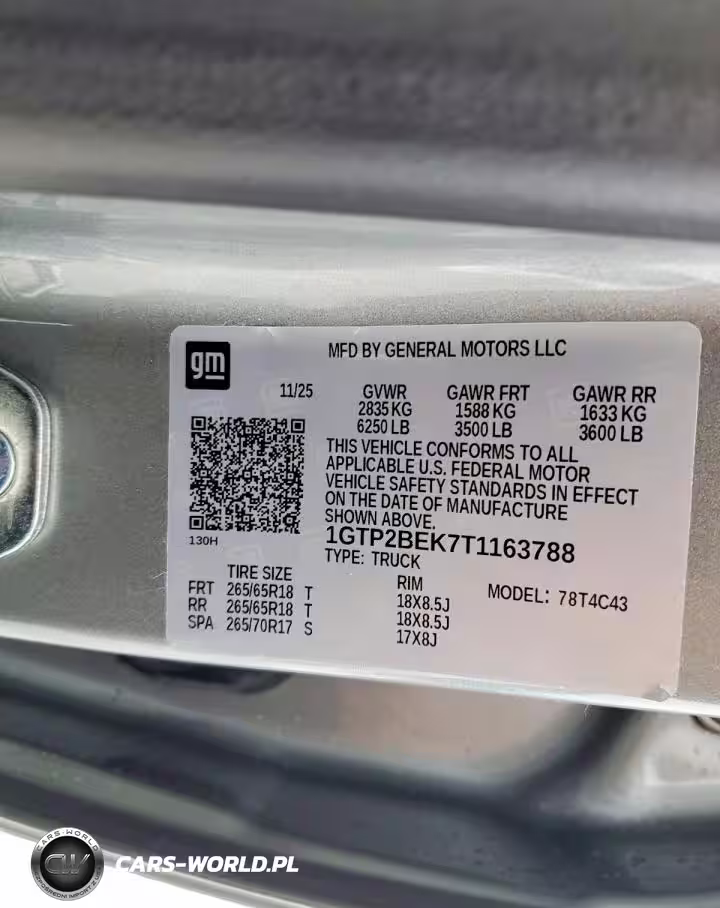 gm
MFD BY GENERAL MOTORS LLC
11/25 GVWR GAWR FRT GAWR RR
2835 KG 1588 KG 1633 KG
6250 LB 3500 LB 3600 LB
THIS VEHICLE CONFORMS TO ALL
APPLICABLE U.S. FEDERAL MOTOR
VEHICLE SAFETY STANDARDS IN EFFECT
ON THE DATE OF MANUFACTURE
SHOWN ABOVE.
130H
1GTP2BEK7T1163788
TYPE: TRUCK
TIRE SIZE RIM MODEL: 78T4C43
FRT 265/65R18 T 18X8.5J
RR 265/65R18 T 18X8.5J
SPA 265/70R17 S 17X8J
CARS-WORLD
CW
CARS-WORLD.PL